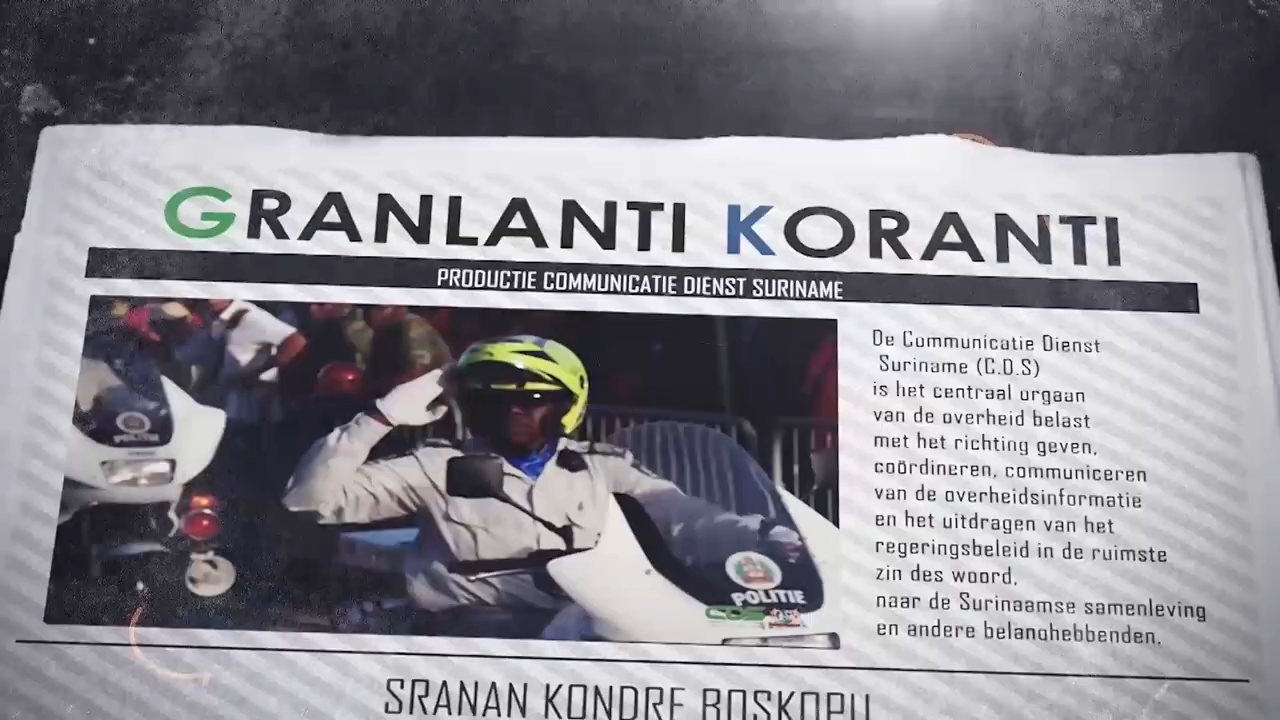 GRANLANTI KORANTI
PRODUCTIE COMMUNICATIE DIENST SURINAME
De Communicatie Dienst
Suriname (C.D.S)
is het centraal orgaan
van de overheid belast
met het richting geven,
coördineren, communiceren
van de overheidsinformatie
en het uitdragen van het
regeringsbeleid in de ruimste
zin des woord,
naar de Surinaamse samenleving
en andere belanghebbenden.
POLITIE
POLITIE
CDS
SRANAN KONDRE BOSKOPU